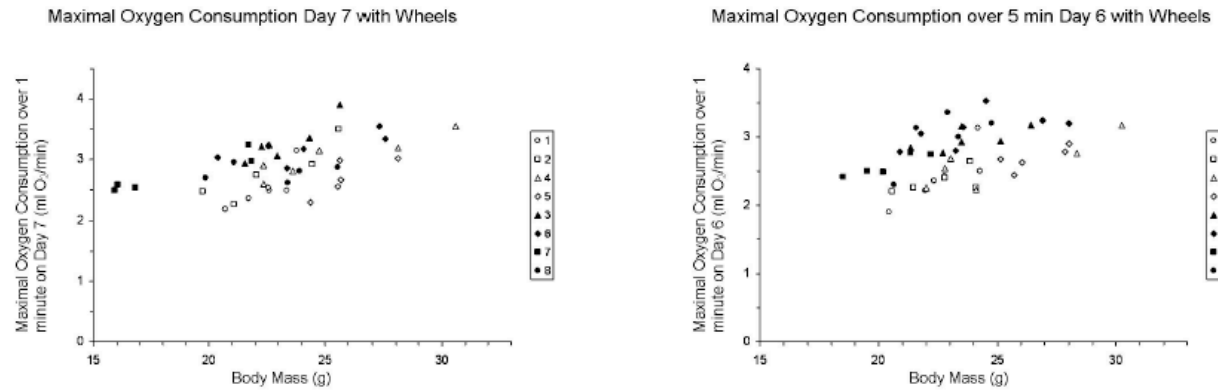 Maximal Oxygen Consumption Day 7 with Wheels
Maximal Oxygen Consumption over 1
minute on Day 7 (ml O₂/min)
4
3
2
1
0
15 20 25 30
Body Mass (g)
1
2
4
5
3
6
7
8
Maximal Oxygen Consumption over 5 min Day 6 with Wheels
Maximal Oxygen Consumption over 1
minute on Day 6 (ml O₂/min)
4
3
2
1
0
15 20 25 30
Body Mass (g)